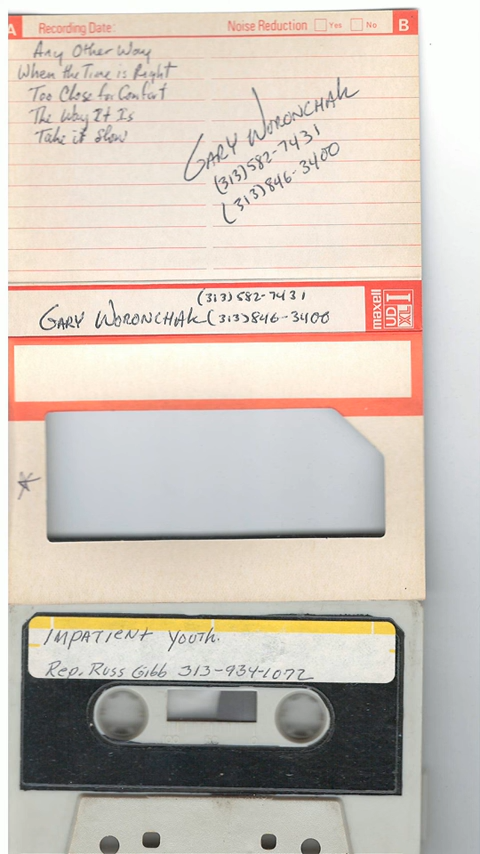 A Recording Date: Noise Reduction Yes No B
Any Other Way
When the Time is Right
Too Close for Comfort
The Way It Is
Take it Slow
GARY WORONCHAK
(313) 582-7431
(313) 846-3400
(313) 582-7431
GARY WORONCHAK (313) 846-3400
maxell
UD XL I
IMPATIENT YOUTH.
Rep. Russ Gibb 313-934-1072